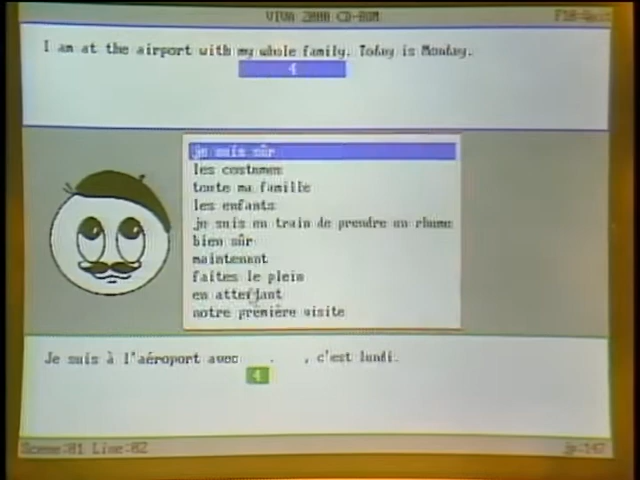 VIVA 2000 CD-ROM
F10=Quit
I am at the airport with my whole family. Today is Monday.
4
je suis sûr
les costumes
toute ma famille
les enfants
je suis en train de prendre un rhume
bien sûr
maintenant
faites le plein
en atterjant
notre première visite
Je suis à l'aéroport avec . , c'est lundi.
4
Scene:01 Line:02